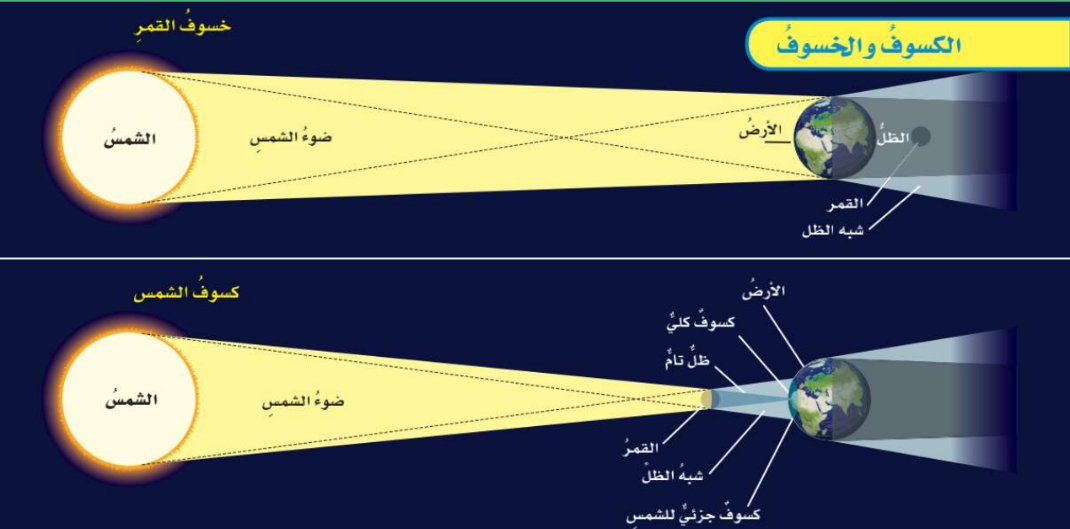 الكسوفُ والخسوفُ
خسوفُ القمرِ
الشمسُ
ضوءُ الشمسِ
الأرضُ
الظلُّ
القمر
شبه الظل
كسوفُ الشمس
الشمسُ
ضوءُ الشمسِ
الأرضُ
كسوفٌ كليٌّ
ظلٌّ تامٌّ
القمرُ
شبهُ الظلِّ
كسوفٌ جزئيٌّ للشمسِ